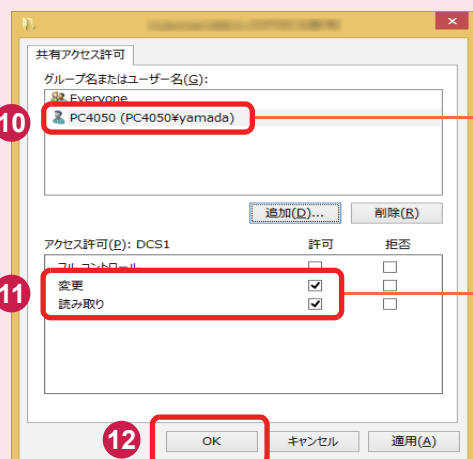 共有アクセス許可
グループ名またはユーザー名(G):
Everyone
10
PC4050 (PC4050¥yamada)
追加(D)...
削除(R)
アクセス許可(P): DCS1 許可 拒否
フル コントロール
11
変更
読み取り
12
OK
キャンセル
適用(A)